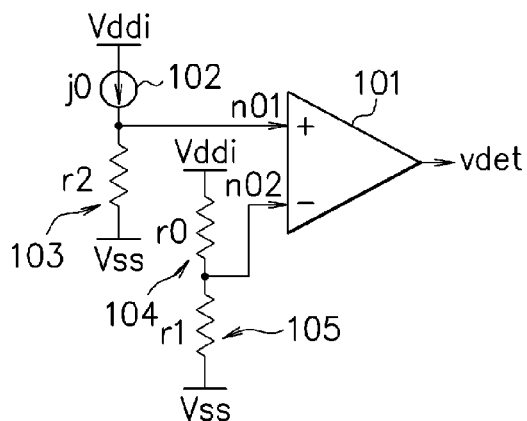 Vddi
j0
102
n01
101
+
vdet
Vddi
n02
−
r2
r0
103
Vss
104
r1
105
Vss